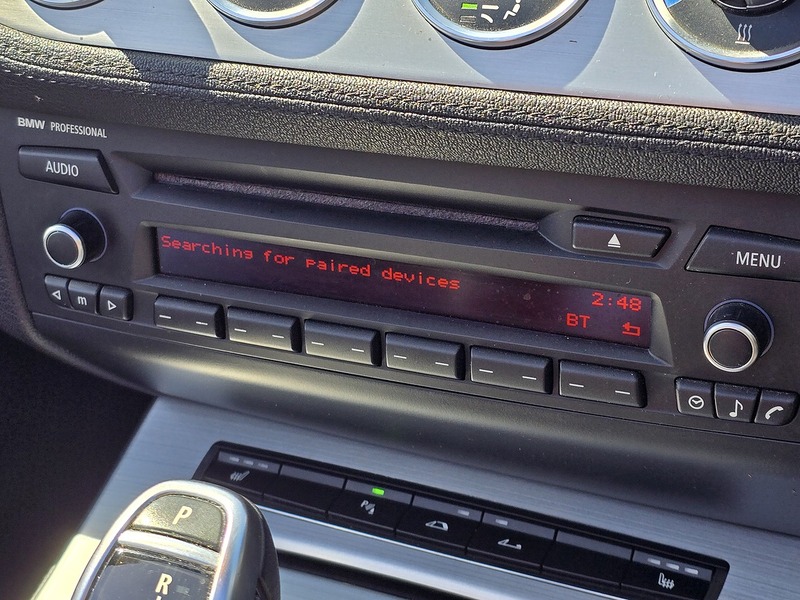 BMW PROFESSIONAL
AUDIO
MENU
Searching for paired devices
2:48
BT
m
P
R